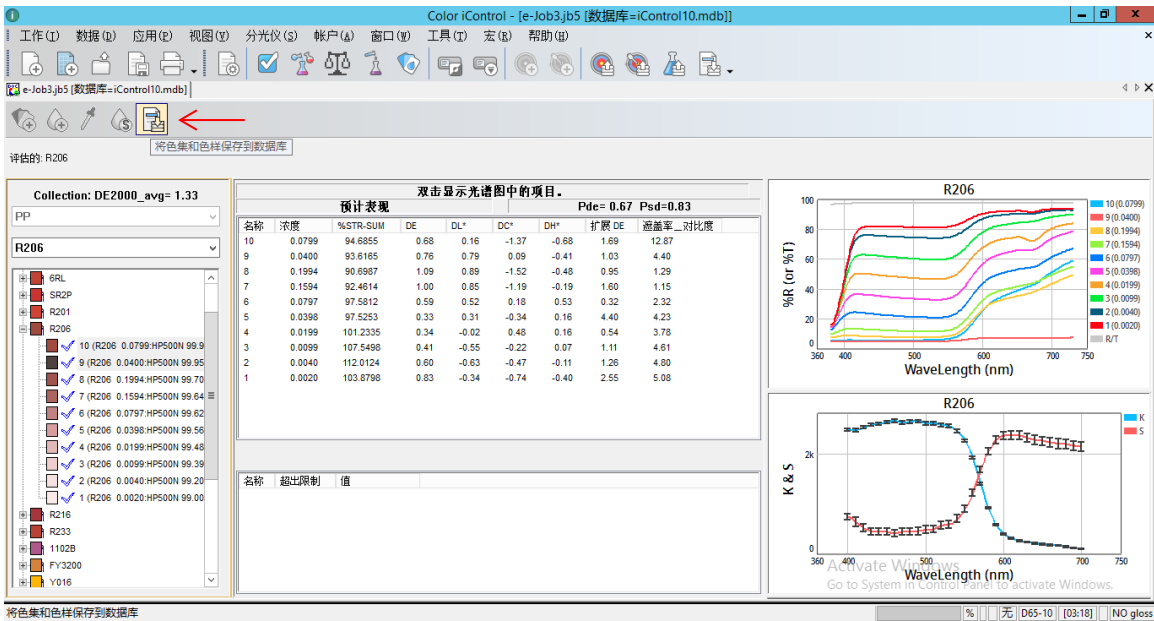 Color iControl - [e-Job3.jb5 [数据库=iControl10.mdb]]
工作(I) 数据(D) 应用(P) 视图(V) 分光仪(S) 帐户(A) 窗口(W) 工具(T) 宏(R) 帮助(H)
e-Job3.jb5 [数据库=iControl10.mdb]
将色集和色样保存到数据库
评估的: R206
Collection: DE2000_avg= 1.33
PP
R206
6RL
SR2P
R201
R206
10 (R206 0.0799:HP500N 99.9
9 (R206 0.0400:HP500N 99.95
8 (R206 0.1994:HP500N 99.70
7 (R206 0.1594:HP500N 99.64
6 (R206 0.0797:HP500N 99.62
5 (R206 0.0398:HP500N 99.56
4 (R206 0.0199:HP500N 99.48
3 (R206 0.0099:HP500N 99.39
2 (R206 0.0040:HP500N 99.20
1 (R206 0.0020:HP500N 99.00
R216
R233
1102B
FY3200
Y016
双击显示光谱图中的项目.
预计表现 Pde= 0.67 Psd=0.83
名称 浓度 %STR-SUM DE DL* DC* DH* 扩展 DE 遮盖率__对比度
10 0.0799 94.6855 0.68 0.16 -1.37 -0.68 1.69 12.87
9 0.0400 93.6165 0.76 0.79 0.09 -0.41 1.03 4.40
8 0.1994 90.6987 1.09 0.89 -1.52 -0.48 0.95 1.29
7 0.1594 92.4614 1.00 0.85 -1.19 -0.19 1.60 1.15
6 0.0797 97.5812 0.59 0.52 0.18 0.53 0.32 2.32
5 0.0398 97.5253 0.33 0.31 -0.34 0.16 4.40 4.23
4 0.0199 101.2335 0.34 -0.02 0.48 0.16 0.54 3.78
3 0.0099 107.5498 0.41 -0.55 -0.22 0.07 1.11 4.61
2 0.0040 112.0124 0.60 -0.63 -0.47 -0.11 1.26 4.80
1 0.0020 103.8798 0.83 -0.34 -0.74 -0.40 2.55 5.08
名称 超出限制 值
R206
%R (or %T)
100
80
60
40
20
0
360 400 500 600 700 750
WaveLength (nm)
10 (0.0799)
9 (0.0400)
8 (0.1994)
7 (0.1594)
6 (0.0797)
5 (0.0398)
4 (0.0199)
3 (0.0099)
2 (0.0040)
1 (0.0020)
R/T
R206
K & S
2k
0
360 400 500 600 700 750
WaveLength (nm)
K
S
Activate Windows
Go to System in Control Panel to activate Windows.
将色集和色样保存到数据库
% 无 D65-10 [03:18] NO gloss